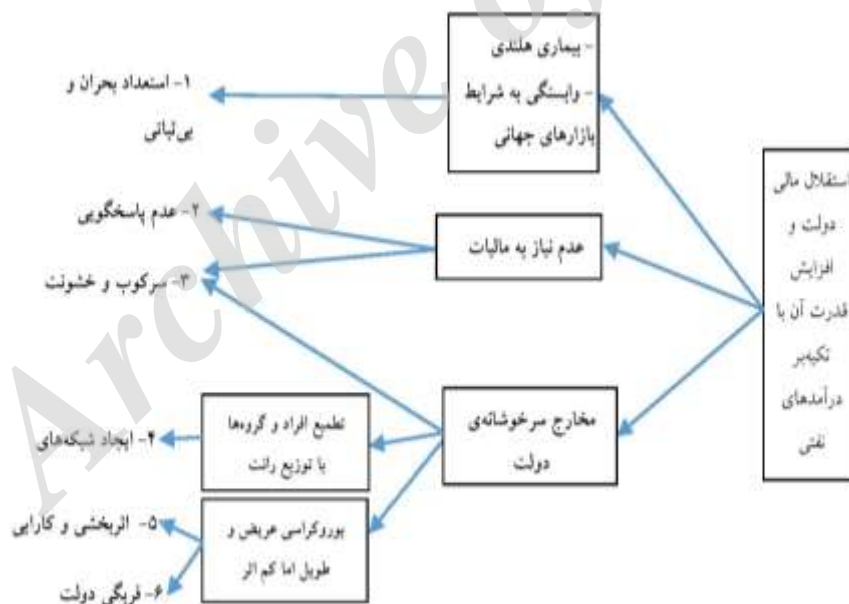 - بیماری هلندی
- وابستگی به شرایط
بازارهای جهانی
۱- استعداد بحران و
بی‌ثباتی
استقلال مالی
دولت و
افزایش
قدرت آن با
تکیه‌بر
درآمدهای
نفتی
عدم نیاز به مالیات
۲- عدم پاسخگویی
۳- سرکوب و خشونت
مخارج سرخوشانه‌ی
دولت
تطمیع افراد و گروه‌ها
با توزیع رانت
۴- ایجاد شبکه‌های
بوروکراسی عریض و
طویل اما کم اثر
۵- اثربخشی و کارایی
۶- فربگی دولت
Archive of